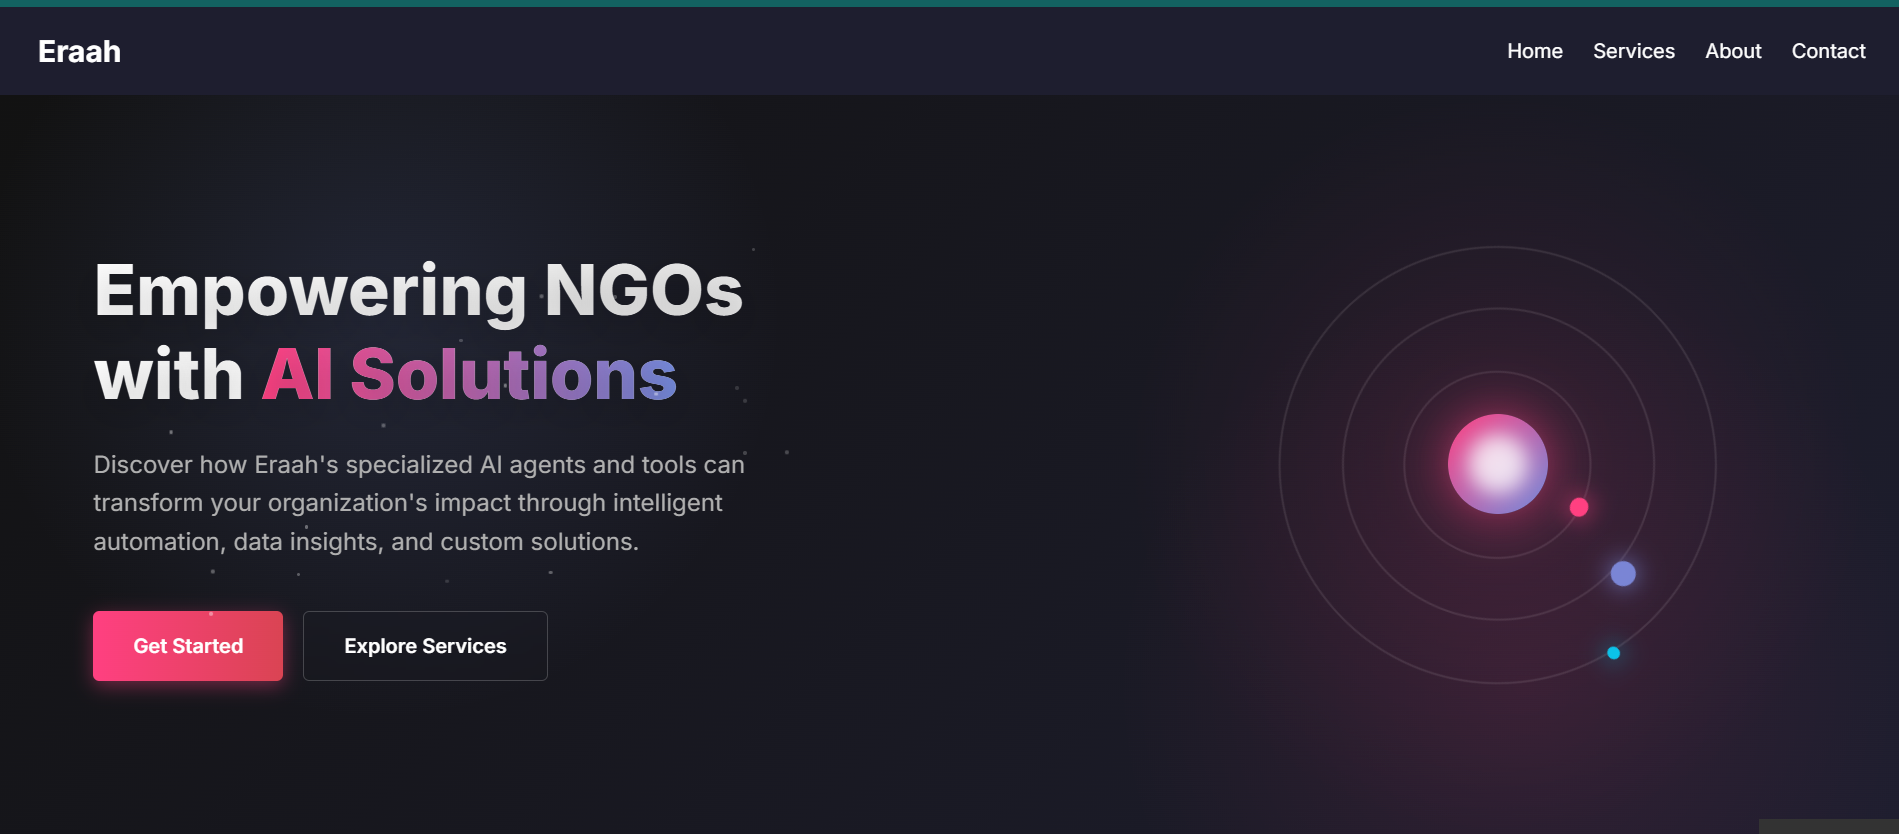 Eraah
Home Services About Contact
Empowering NGOs
with AI Solutions
Discover how Eraah's specialized AI agents and tools can
transform your organization's impact through intelligent
automation, data insights, and custom solutions.
Get Started Explore Services